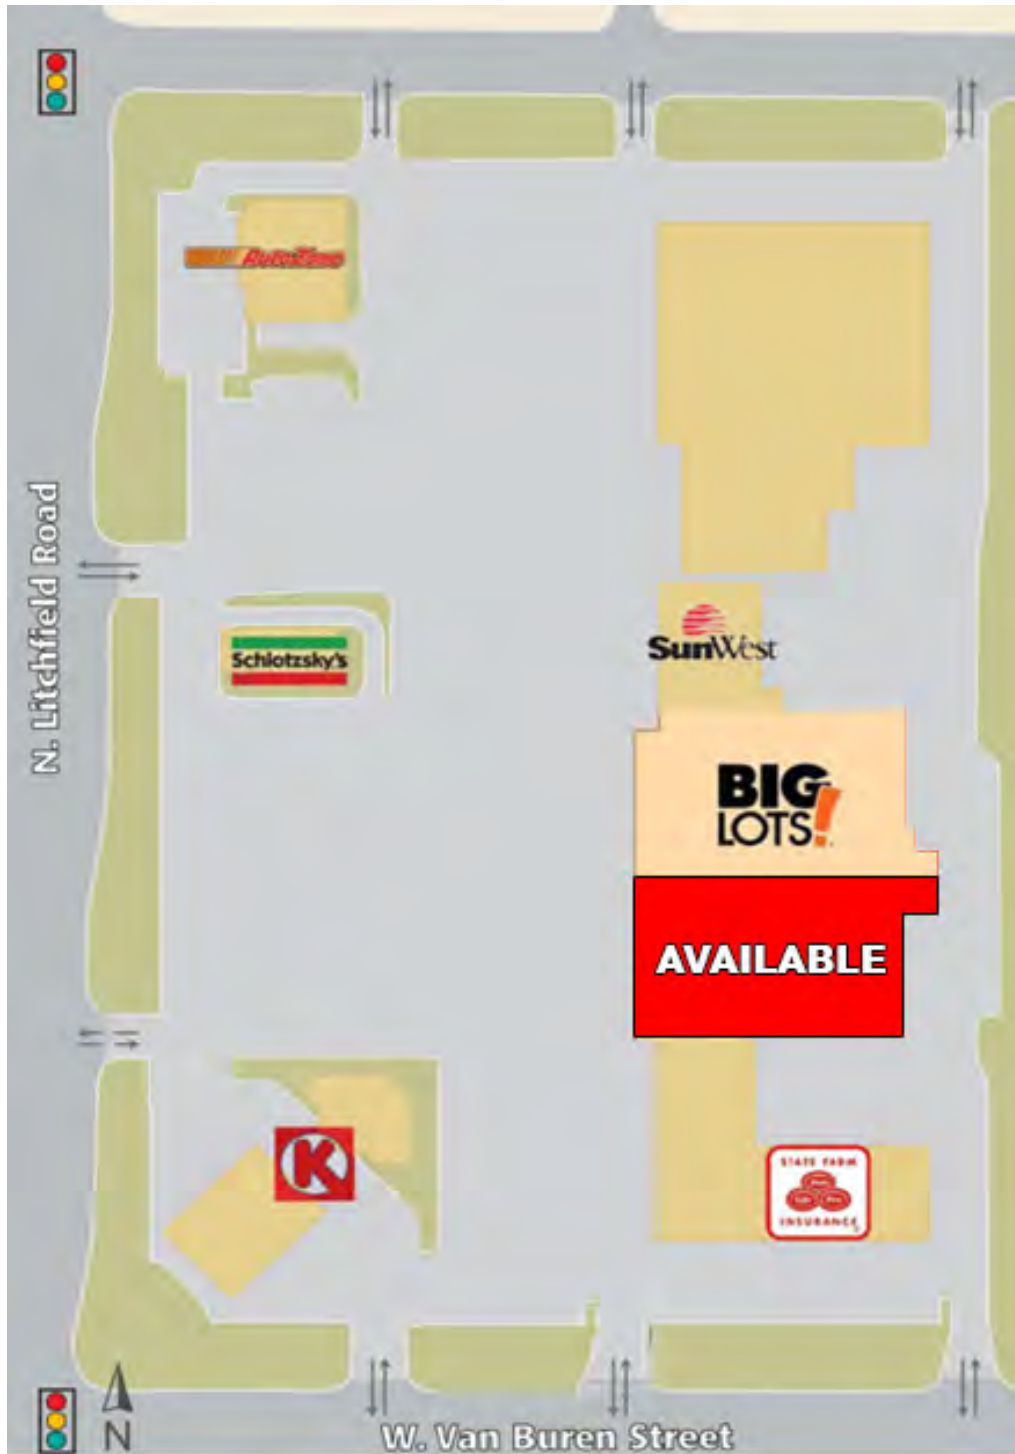 AutoZone
N. Litchfield Road
Schlotzsky's
SunWest
BIG
LOTS!
AVAILABLE
K
STATE FARM
INSURANCE
N
W. Van Buren Street